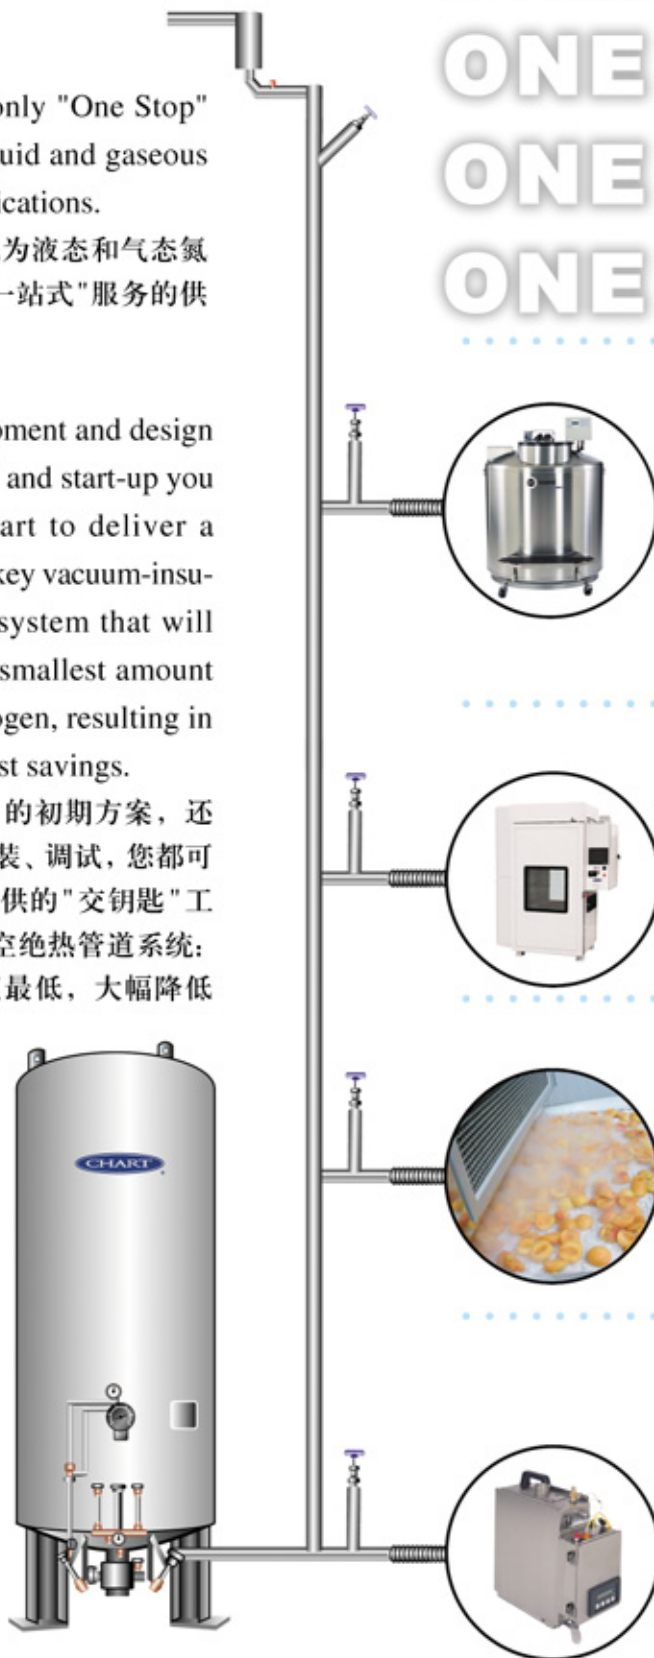 only "One Stop"
uid and gaseous
ications.
为液态和气态氮
一站式"服务的供
oment and design
and start-up you
art to deliver a
key vacuum-insu-
system that will
smallest amount
ogen, resulting in
st savings.
的初期方案，还
装、调试，您都可
供的"交钥匙"工
空绝热管道系统：
最低，大幅降低
ONE
ONE
ONE
CHART